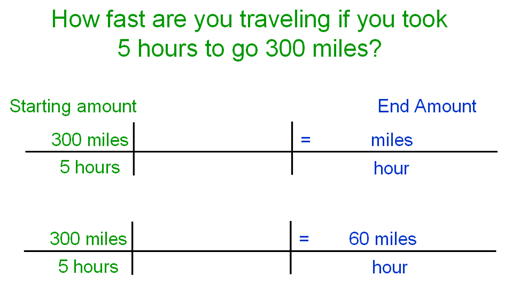 How fast are you traveling if you took
5 hours to go 300 miles?
Starting amount End Amount
300 miles = miles
5 hours hour
300 miles = 60 miles
5 hours hour